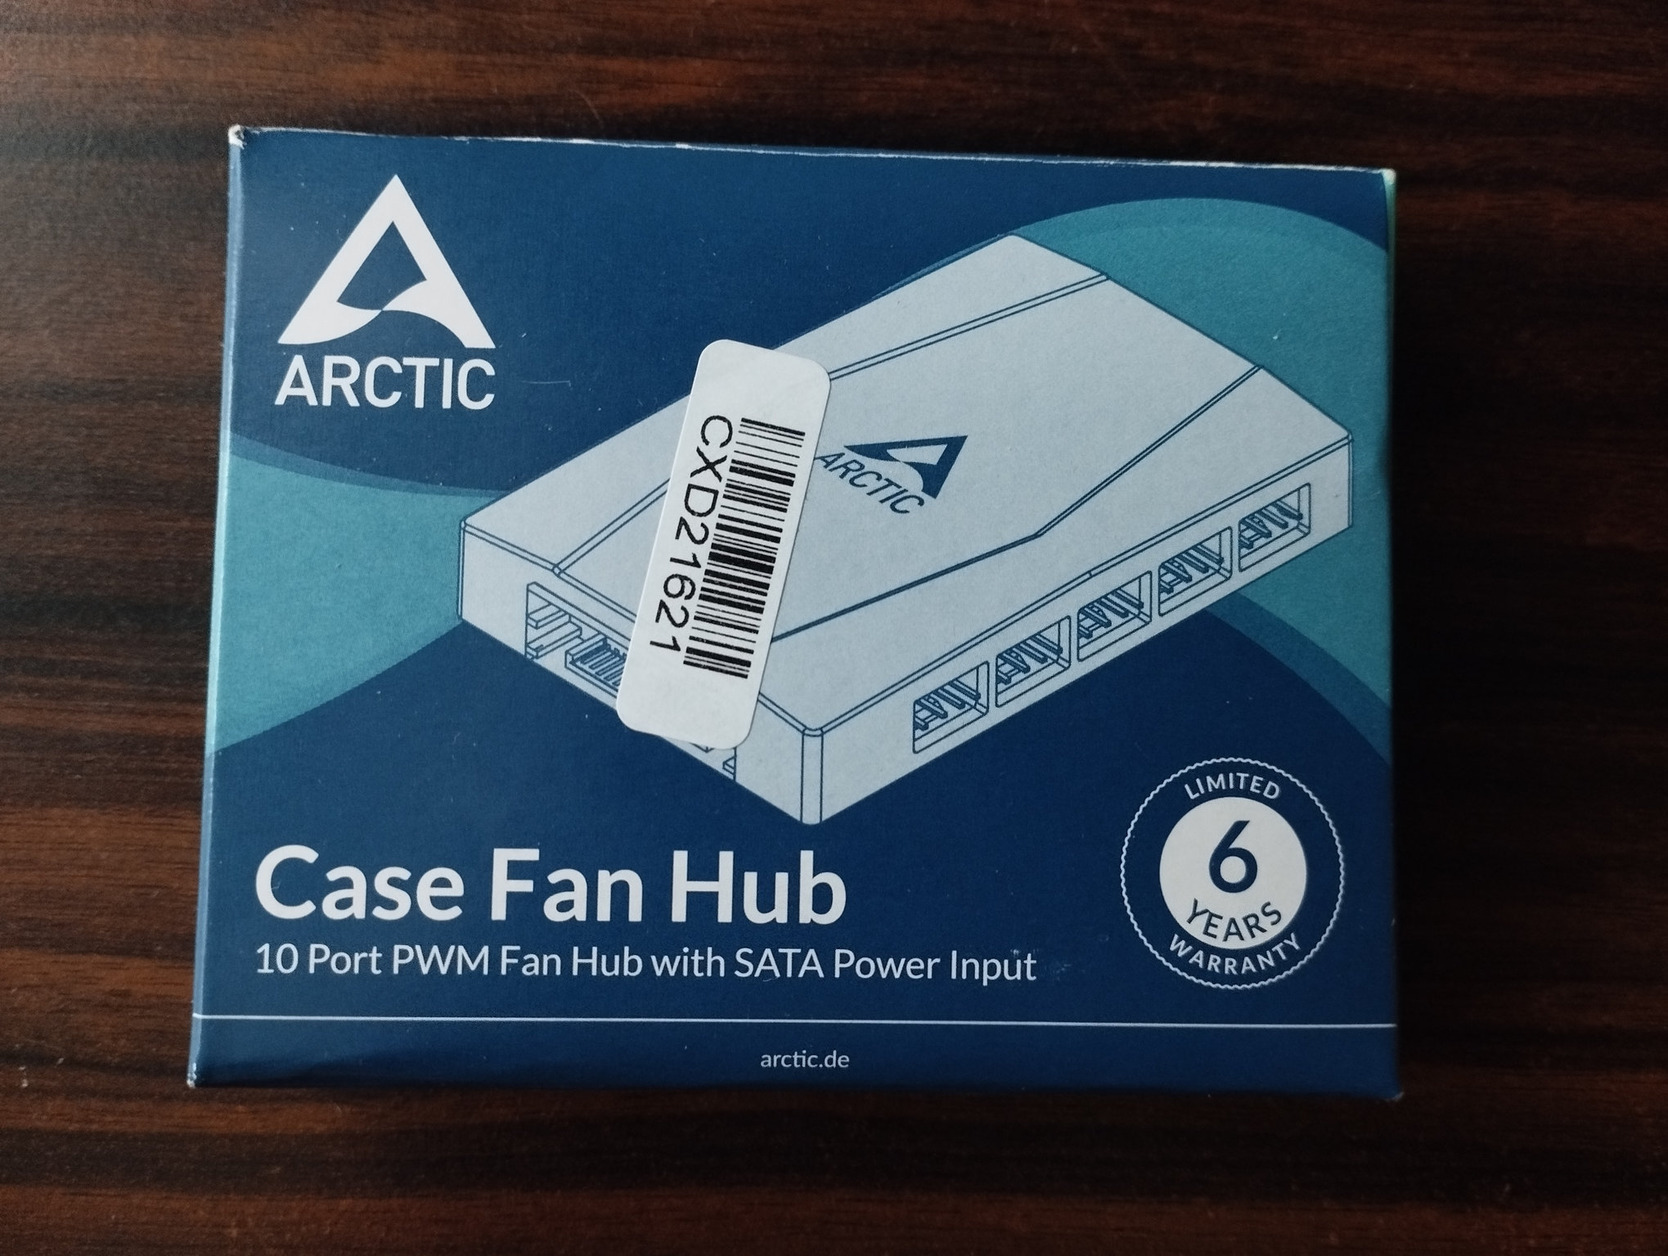 ARCTIC
ARCTIC
CXD21621
LIMITED
6
YEARS
WARRANTY
Case Fan Hub
10 Port PWM Fan Hub with SATA Power Input
arctic.de